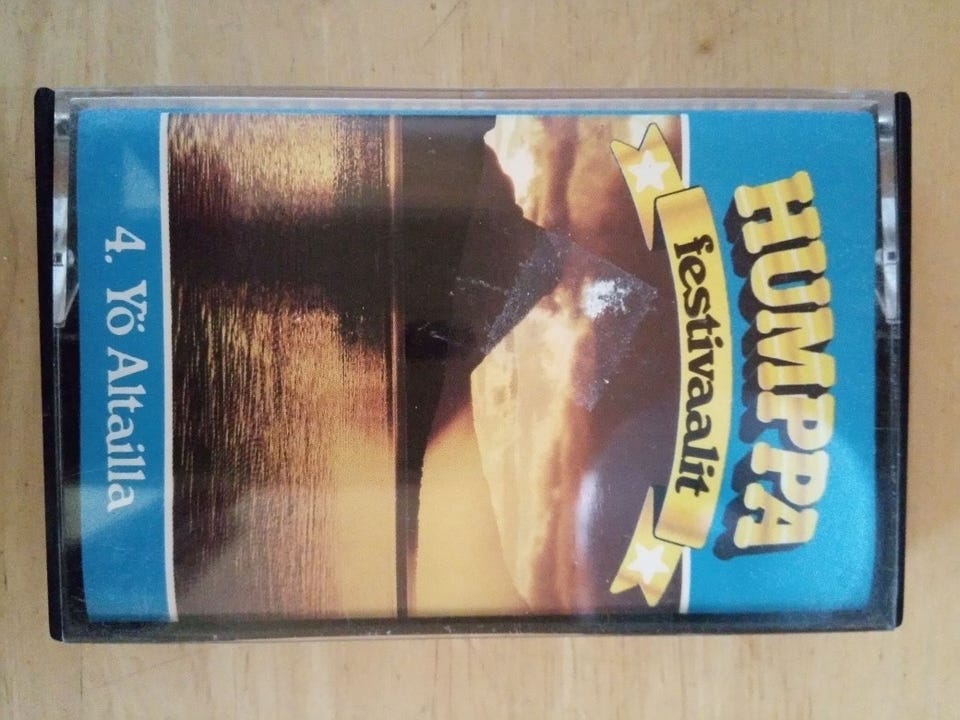 HUMPPA
festivaalit
4. Yö Altailla